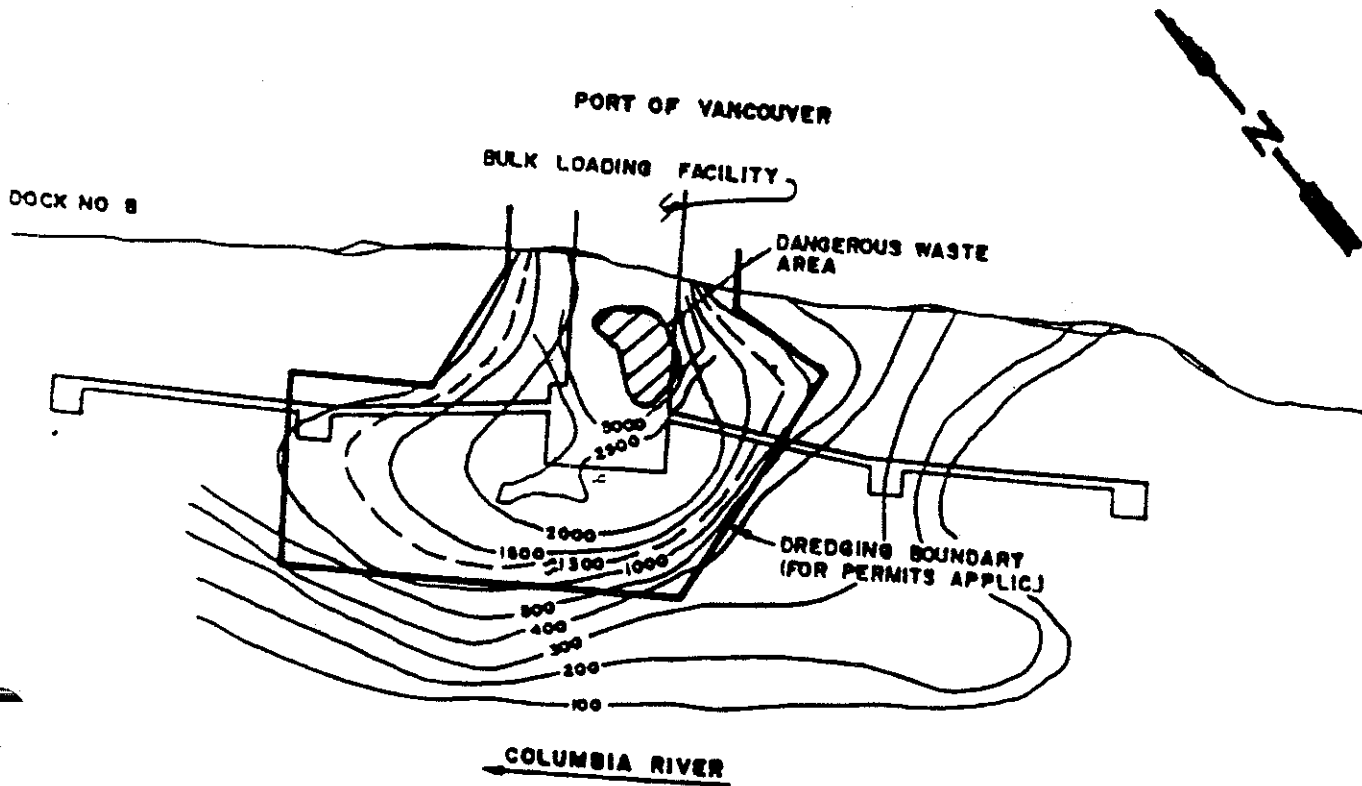 PORT OF VANCOUVER
BULK LOADING FACILITY
DOCK NO 8
N
DANGEROUS WASTE
AREA
5000
2500
2000
1500
1300
1000
DREDGING BOUNDARY
(FOR PERMITS APPLIC.)
500
400
300
200
100
COLUMBIA RIVER